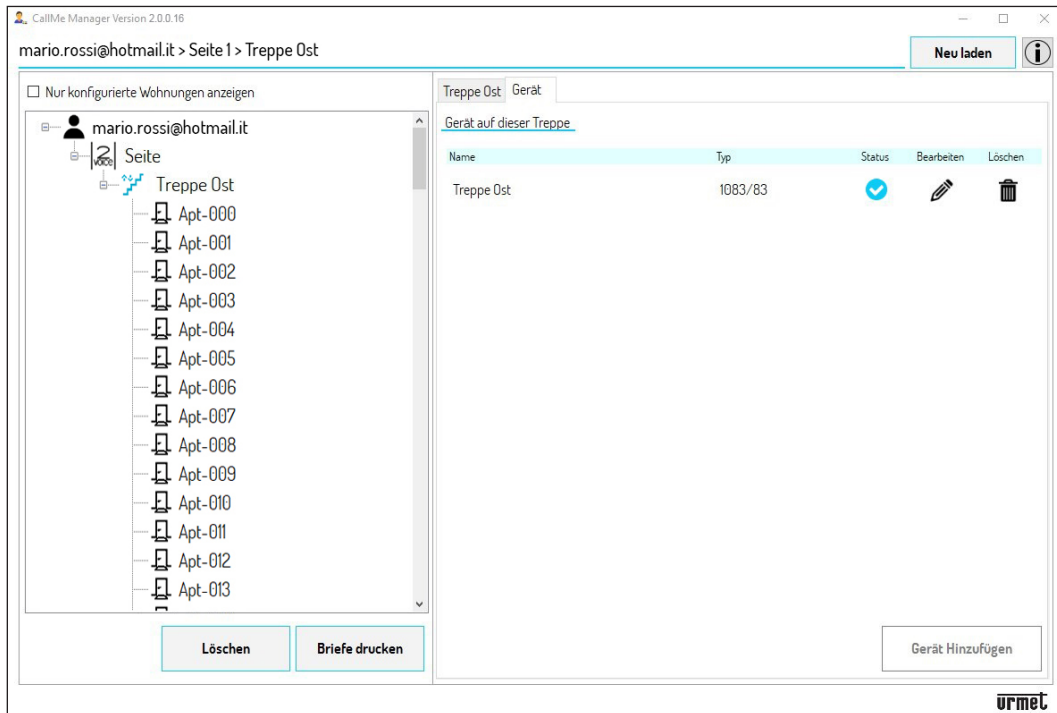 CallMe Manager Version 2.0.0.16
mario.rossi@hotmail.it > Seite 1 > Treppe Ost
Neu laden
Nur konfigurierte Wohnungen anzeigen
mario.rossi@hotmail.it
2 VOICE
Seite
Treppe Ost
Apt-000
Apt-001
Apt-002
Apt-003
Apt-004
Apt-005
Apt-006
Apt-007
Apt-008
Apt-009
Apt-010
Apt-011
Apt-012
Apt-013
Löschen Briefe drucken
Treppe Ost Gerät
Gerät auf dieser Treppe
Name Typ Status Bearbeiten Löschen
Treppe Ost 1083/83
Gerät Hinzufügen
urmet